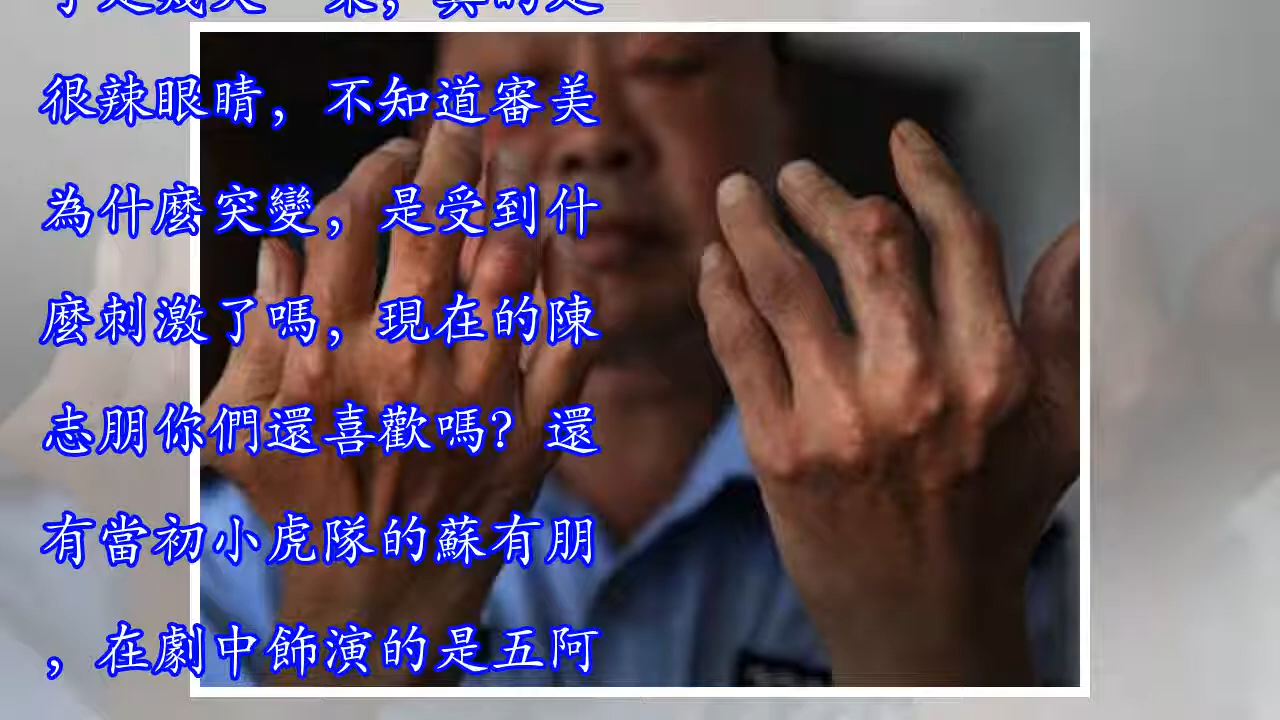 很辣眼睛，不知道審美
為什麼突變，是受到什
麼刺激了嗎，現在的陳
志朋你們還喜歡嗎？還
有當初小虎隊的蘇有朋
，在劇中飾演的是五阿